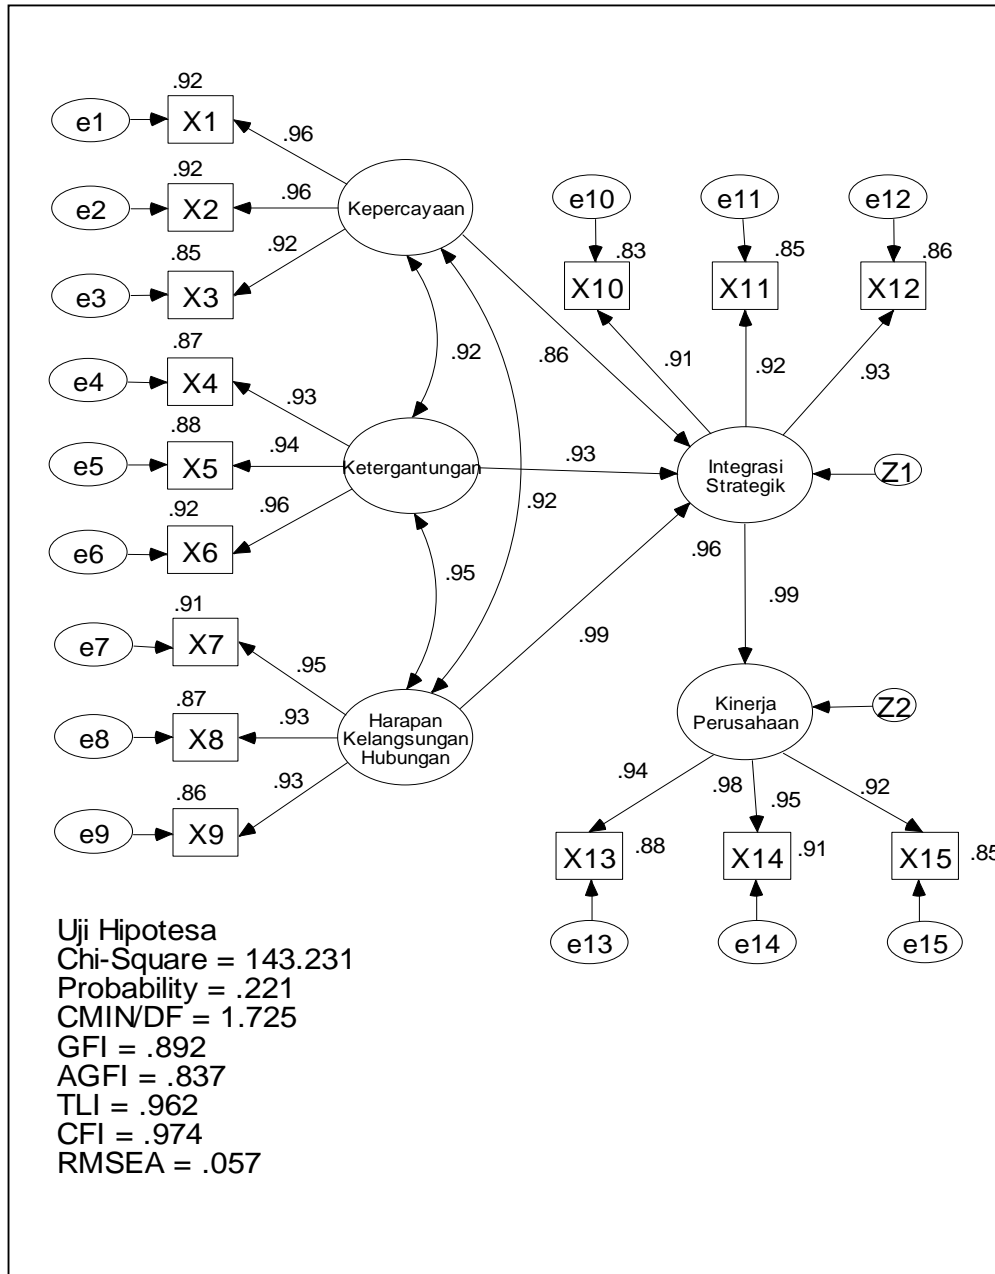 .92
e1
X1
.96
.92
e2
X2
.96
Kepercayaan
.85
.92
e3
X3
e10
e11
e12
.83
.85
.86
X10
X11
X12
.87
e4
X4
.93
.92
.86
.91
.92
.93
.88
e5
X5
.94
Ketergantungan
.93
Integrasi
Strategik
Z1
.92
e6
X6
.96
.92
.96
.95
.99
.91
e7
X7
.95
.99
.87
e8
X8
.93
Harapan
Kelangsungan
Hubungan
Kinerja
Perusahaan
Z2
.86
e9
X9
.93
.94
.98
.95
.92
X13
.88
X14
.91
X15
.85
e13
e14
e15
Uji Hipotesa
Chi-Square = 143.231
Probability = .221
CMIN/DF = 1.725
GFI = .892
AGFI = .837
TLI = .962
CFI = .974
RMSEA = .057